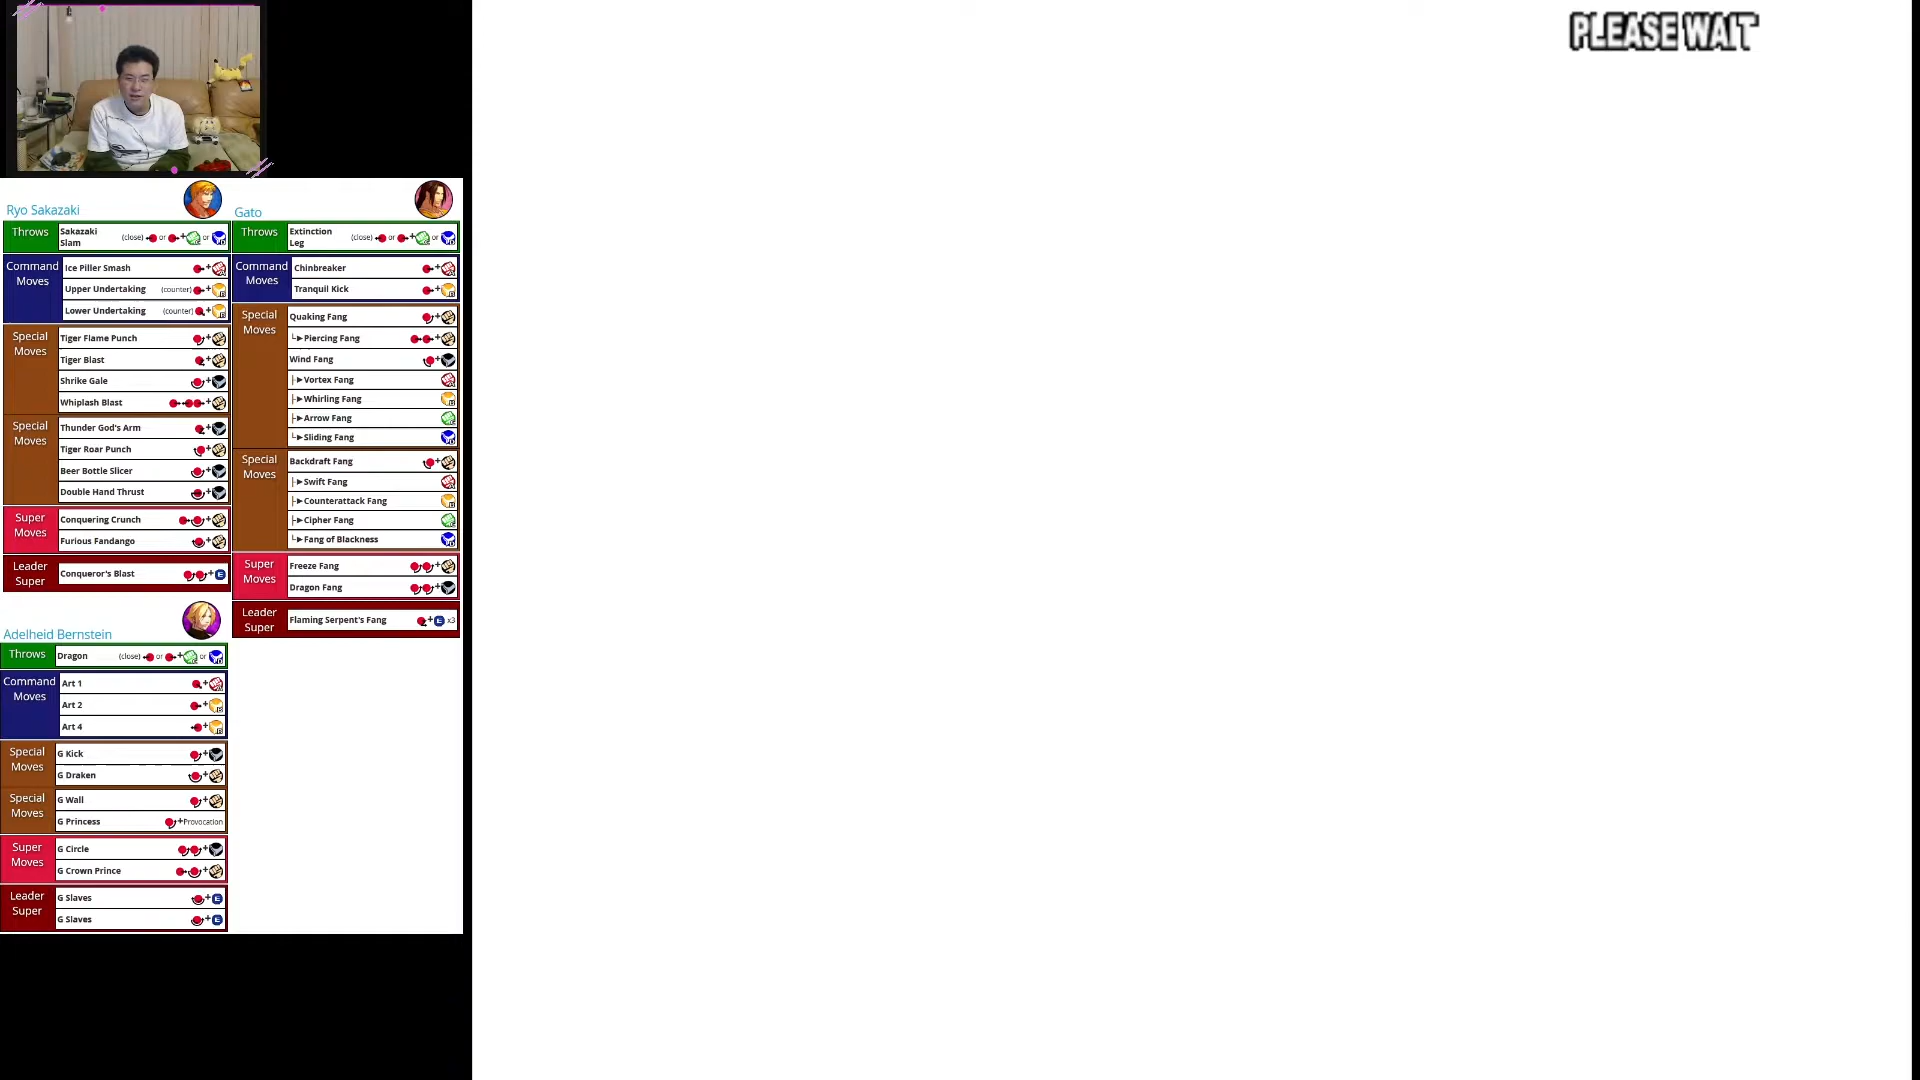 PLEASE WAIT
Ryo Sakazaki
Throws
Sakazaki Slam (close) or + or
Command Moves
Ice Piller Smash +
Upper Undertaking (counter) +
Lower Undertaking (counter) +
Special Moves
Tiger Flame Punch +
Tiger Blast +
Shrike Gale +
Whiplash Blast +
Special Moves
Thunder God's Arm +
Tiger Roar Punch +
Beer Bottle Slicer +
Double Hand Thrust +
Super Moves
Conquering Crunch +
Furious Fandango +
Leader Super
Conqueror's Blast + E
Gato
Throws
Extinction Leg (close) or + or
Command Moves
Chinbreaker +
Tranquil Kick +
Special Moves
Quaking Fang +
Piercing Fang +
Wind Fang +
Vortex Fang
Whirling Fang
Arrow Fang
Sliding Fang
Special Moves
Backdraft Fang +
Swift Fang
Counterattack Fang
Cipher Fang
Fang of Blackness
Super Moves
Freeze Fang +
Dragon Fang +
Leader Super
Flaming Serpent's Fang + E x3
Adelheid Bernstein
Throws
Dragon (close) or + or
Command Moves
Art 1 +
Art 2 +
Art 4 +
Special Moves
G Kick +
G Draken +
Special Moves
G Wall +
G Princess +Provocation
Super Moves
G Circle +
G Crown Prince +
Leader Super
G Slaves + E
G Slaves + E